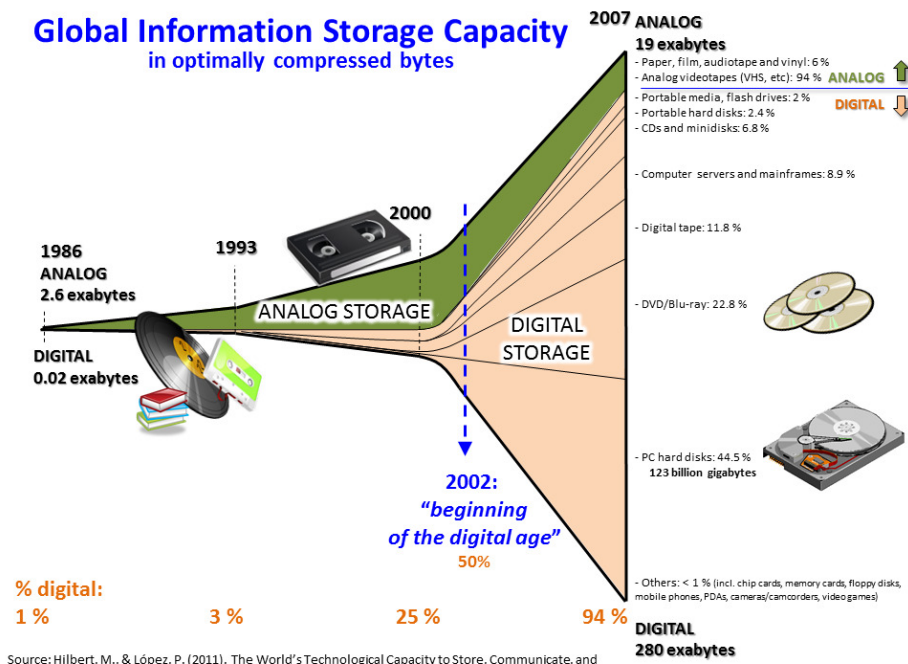 Global Information Storage Capacity
in optimally compressed bytes
2007 ANALOG
19 exabytes
- Paper, film, audiotape and vinyl: 6 %
- Analog videotapes (VHS, etc): 94 %
ANALOG
- Portable media, flash drives: 2 %
DIGITAL
- Portable hard disks: 2.4 %
- CDs and minidisks: 6.8 %
- Computer servers and mainframes: 8.9 %
- Digital tape: 11.8 %
- DVD/Blu-ray: 22.8 %
- PC hard disks: 44.5 %
123 billion gigabytes
- Others: < 1 % (incl. chip cards, memory cards, floppy disks,
mobile phones, PDAs, cameras/camcorders, video games)
DIGITAL
280 exabytes
2000
1993
1986
ANALOG
2.6 exabytes
ANALOG STORAGE
DIGITAL
STORAGE
DIGITAL
0.02 exabytes
2002:
“beginning
of the digital age”
50%
% digital:
1 %
3 %
25 %
94 %
Source: Hilbert, M., & López, P. (2011). The World’s Technological Capacity to Store, Communicate, and